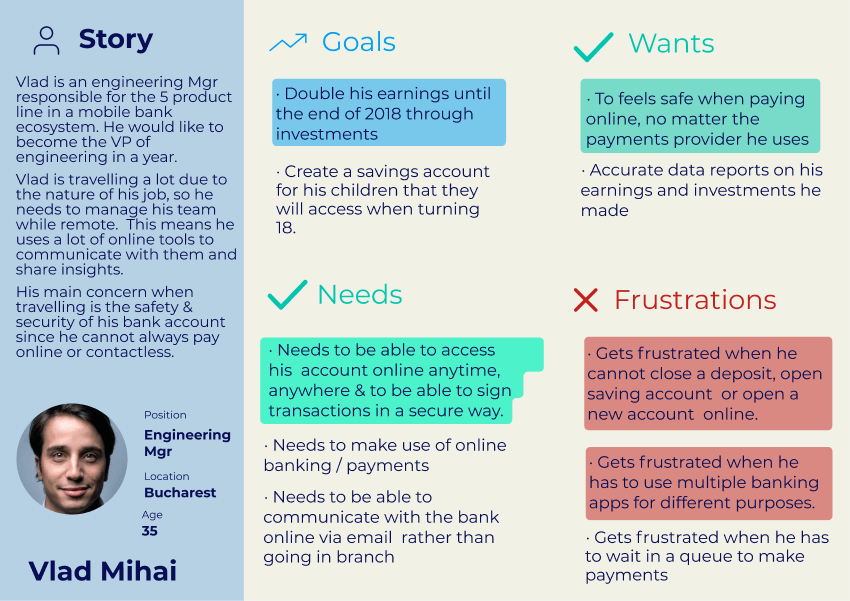 Story
Vlad is an engineering Mgr
responsible for the 5 product
line in a mobile bank
ecosystem. He would like to
become the VP of
engineering in a year.
Vlad is travelling a lot due to
the nature of his job, so he
needs to manage his team
while remote.  This means he
uses a lot of online tools to
communicate with them and
share insights.
His main concern when
travelling is the safety &
security of his bank account
since he cannot always pay
online or contactless.
Position
Engineering
Mgr
Location
Bucharest
Age
35
Vlad Mihai
Goals
· Double his earnings until
the end of 2018 through
investments
· Create a savings account
for his children that they
will access when turning
18.
Wants
· To feels safe when paying
online, no matter the
payments provider he uses
· Accurate data reports on his
earnings and investments he
made
Needs
· Needs to be able to access
his  account online anytime,
anywhere & to be able to sign
transactions in a secure way.
· Needs to make use of online
banking / payments
· Needs to be able to
communicate with the bank
online via email  rather than
going in branch
Frustrations
· Gets frustrated when he
cannot close a deposit, open
saving account  or open a
new account  online.
· Gets frustrated when he
has to use multiple banking
apps for different purposes.
· Gets frustrated when he has
to wait in a queue to make
payments